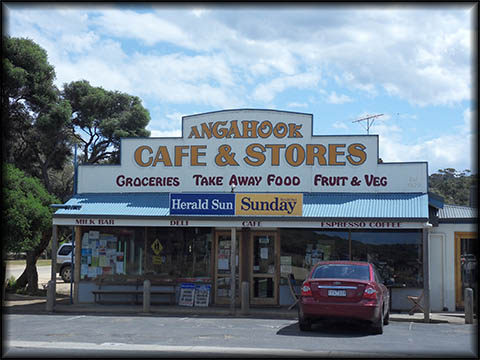 ANGAHOOK
CAFE & STORES
GROCERIES TAKE AWAY FOOD FRUIT & VEG
Herald Sun Sunday
MILK BAR DELI CAFE ESPRESSO COFFEE